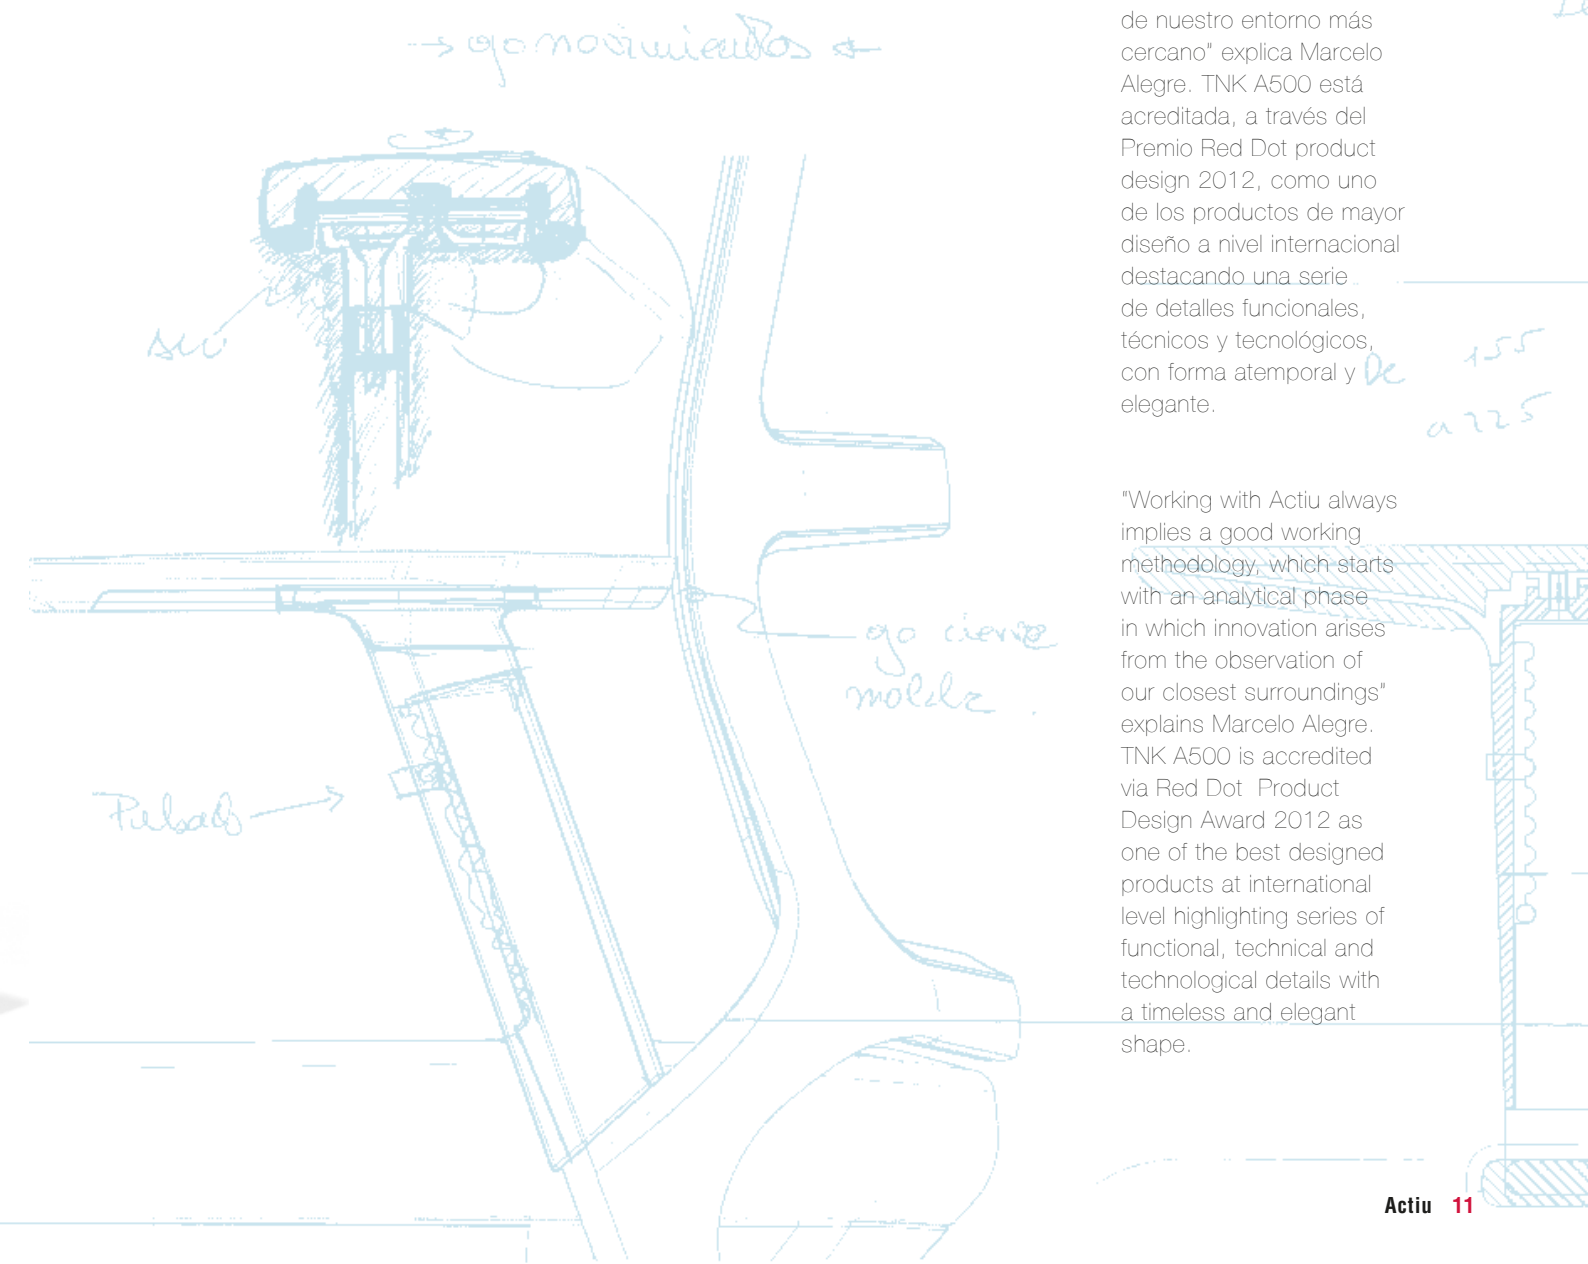 de nuestro entorno más
cercano" explica Marcelo
Alegre. TNK A500 está
acreditada, a través del
Premio Red Dot product
design 2012, como uno
de los productos de mayor
diseño a nivel internacional
destacando una serie
de detalles funcionales,
técnicos y tecnológicos,
con forma atemporal y
elegante.
"Working with Actiu always
implies a good working
methodology, which starts
with an analytical phase
in which innovation arises
from the observation of
our closest surroundings"
explains Marcelo Alegre.
TNK A500 is accredited
via Red Dot  Product
Design Award 2012 as
one of the best designed
products at international
level highlighting series of
functional, technical and
technological details with
a timeless and elegant
shape.
De 155
a 225
Actiu 11